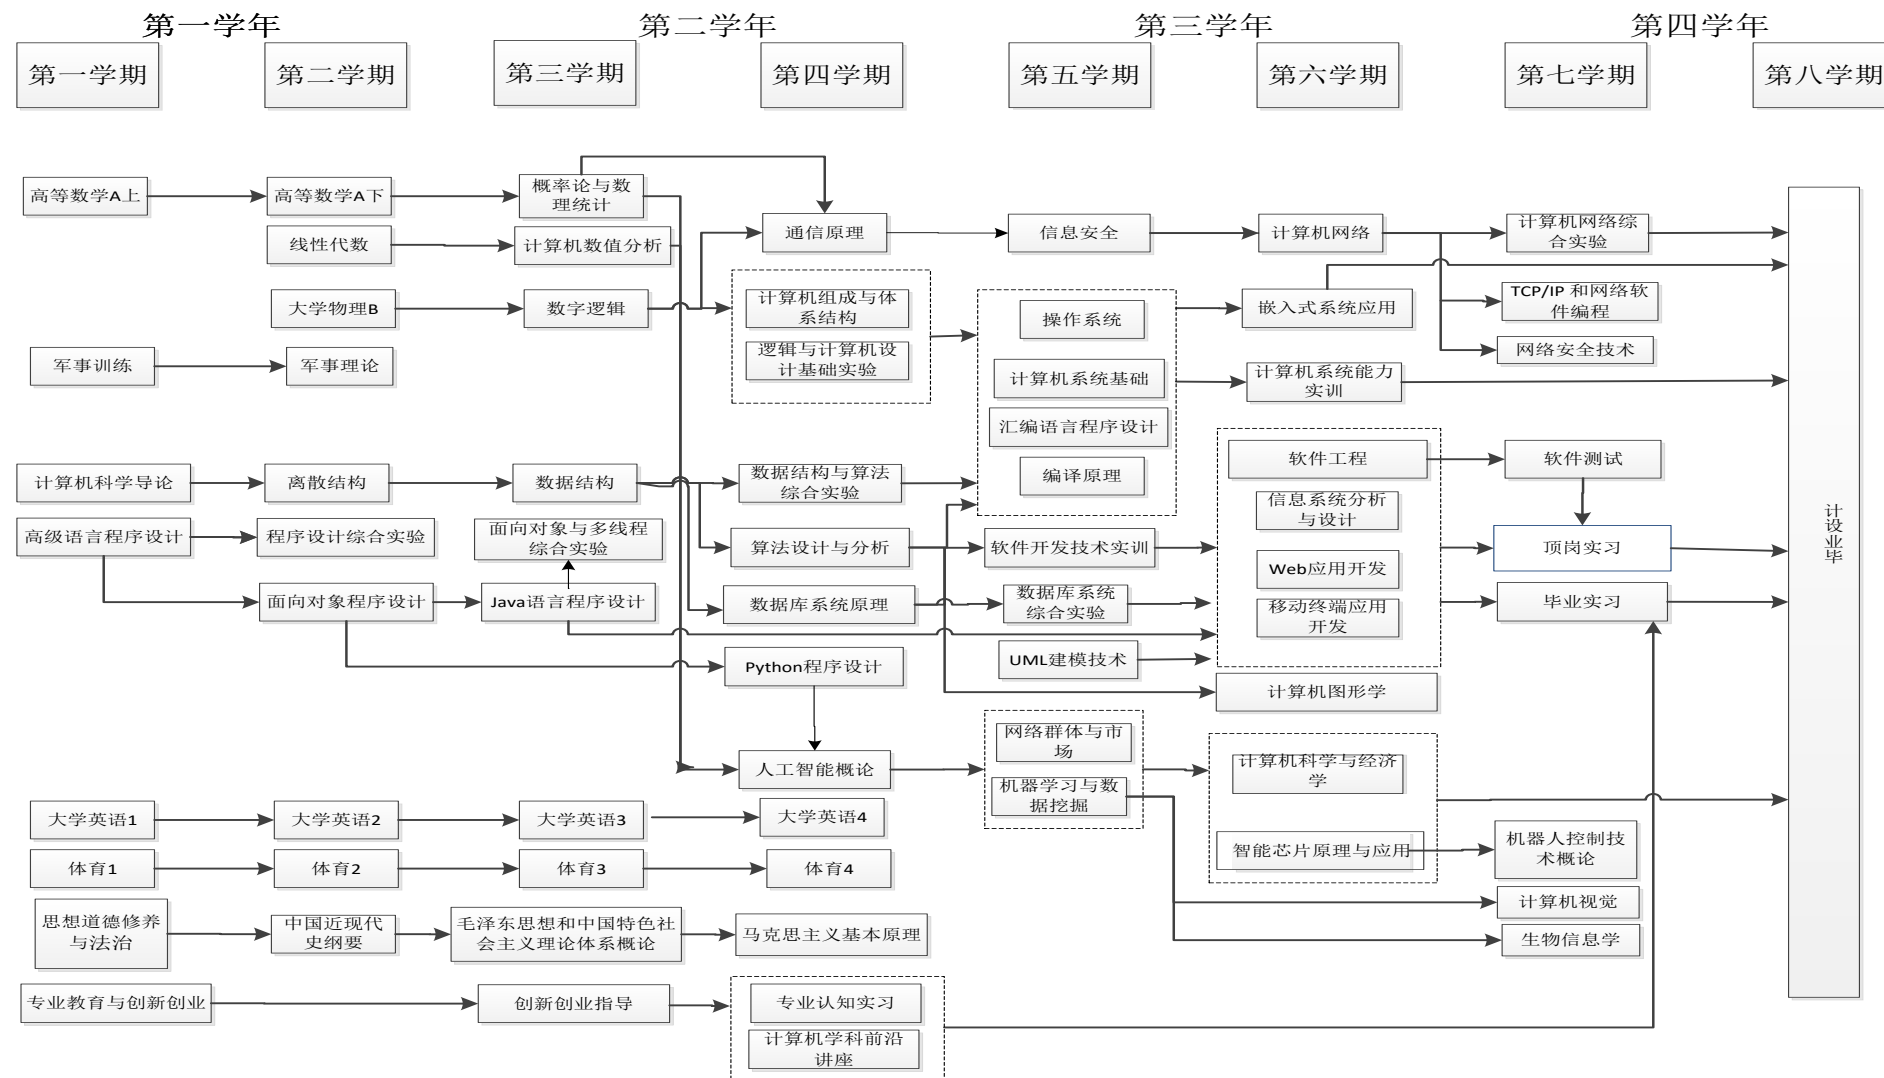 第一学年
第二学年
第三学年
第四学年
第一学期
第二学期
第三学期
第四学期
第五学期
第六学期
第七学期
第八学期
高等数学A上
高等数学A下
概率论与数
理统计
线性代数
计算机数值分析
通信原理
信息安全
计算机网络
计算机网络综
合实验
大学物理B
数字逻辑
计算机组成与体
系结构
逻辑与计算机设
计基础实验
操作系统
计算机系统基础
汇编语言程序设计
编译原理
嵌入式系统应用
TCP/IP 和网络软
件编程
网络安全技术
计算机系统能力
实训
军事训练
军事理论
计算机科学导论
离散结构
数据结构
数据结构与算法
综合实验
软件工程
软件测试
信息系统分析
与设计
高级语言程序设计
程序设计综合实验
面向对象与多线程
综合实验
算法设计与分析
软件开发技术实训
Web应用开发
顶岗实习
面向对象程序设计
Java语言程序设计
数据库系统原理
数据库系统
综合实验
移动终端应用
开发
毕业实习
Python程序设计
UML建模技术
计算机图形学
人工智能概论
网络群体与市
场
机器学习与数
据挖掘
计算机科学与经济
学
智能芯片原理与应用
机器人控制技
术概论
计算机视觉
生物信息学
大学英语1
大学英语2
大学英语3
大学英语4
体育1
体育2
体育3
体育4
思想道德修养
与法治
中国近现代
史纲要
毛泽东思想和中国特色社
会主义理论体系概论
马克思主义基本原理
专业教育与创新创业
创新创业指导
专业认知实习
计算机学科前沿
讲座
计
设
业
毕